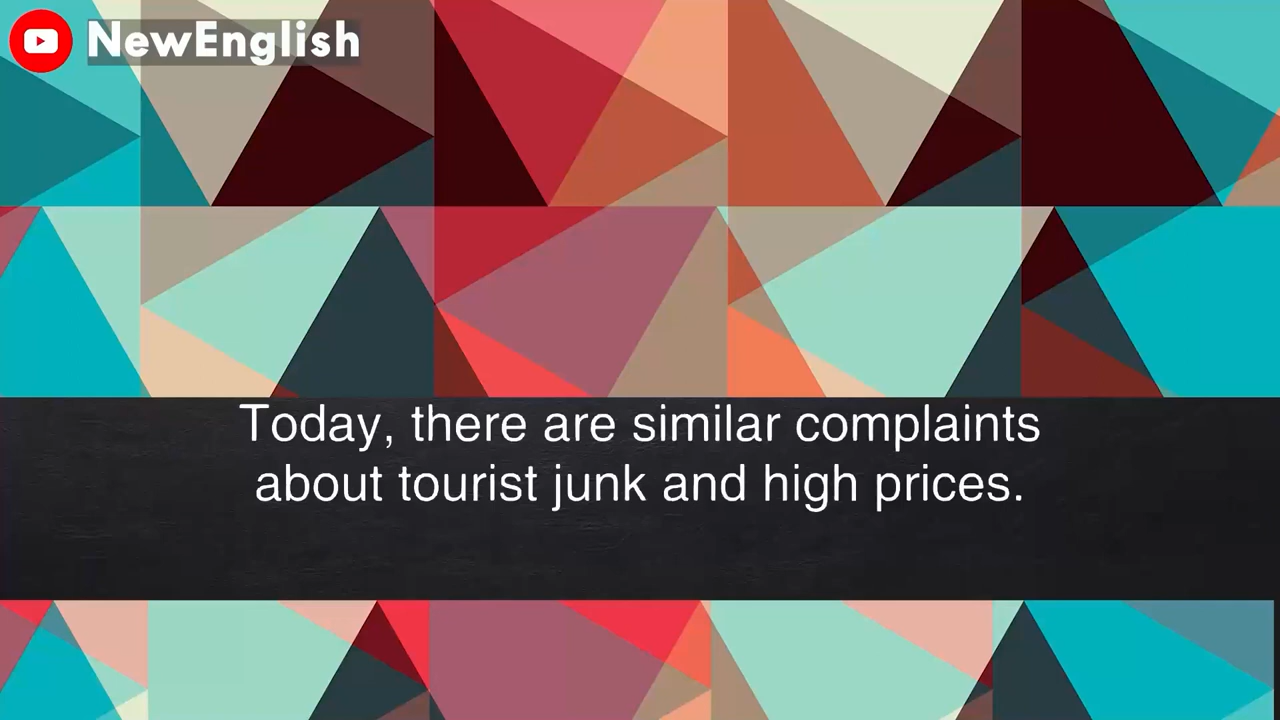 NewEnglish
Today, there are similar complaints
about tourist junk and high prices.